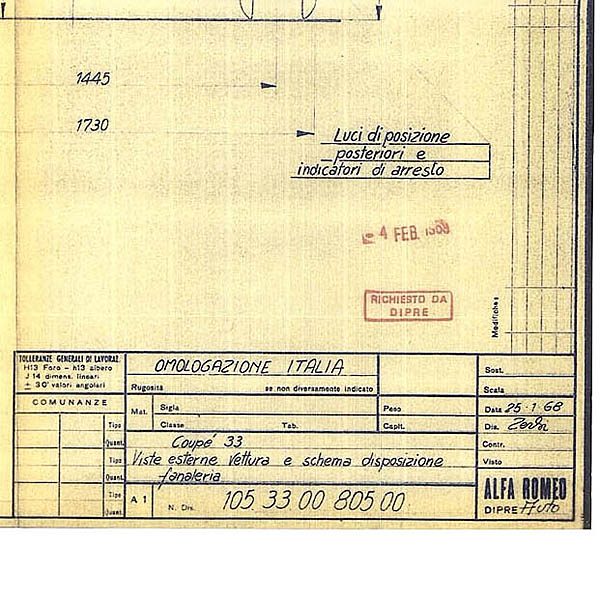 1445
1730
Luci di posizione
posteriori e
indicatori di arresto
4 FEB.
RICHIESTO DA
DIPRE
Modifiche
TOLLERANZE GENERALI DI LAVORAZ.
H13 Foro - h13 albero
J 14 dimens. lineari
± 30' valori angolari
OMOLOGAZIONE ITALIA
Rugosità se non diversamente indicato
COMUNANZE
Mat. Sigla
Classe Tab.
Peso
Capit.
Sost.
Scala
Data 25·1·68
Dis.
Contr.
Visto
Tipo
Quant.
Tipo
Quant.
Tipo
Quant.
Coupé 33
Viste esterne vettura e schema disposizione
fanaleria
A 1
N. Dis. 105 33 00 805 00
ALFA ROMEO
DIPRE Auto